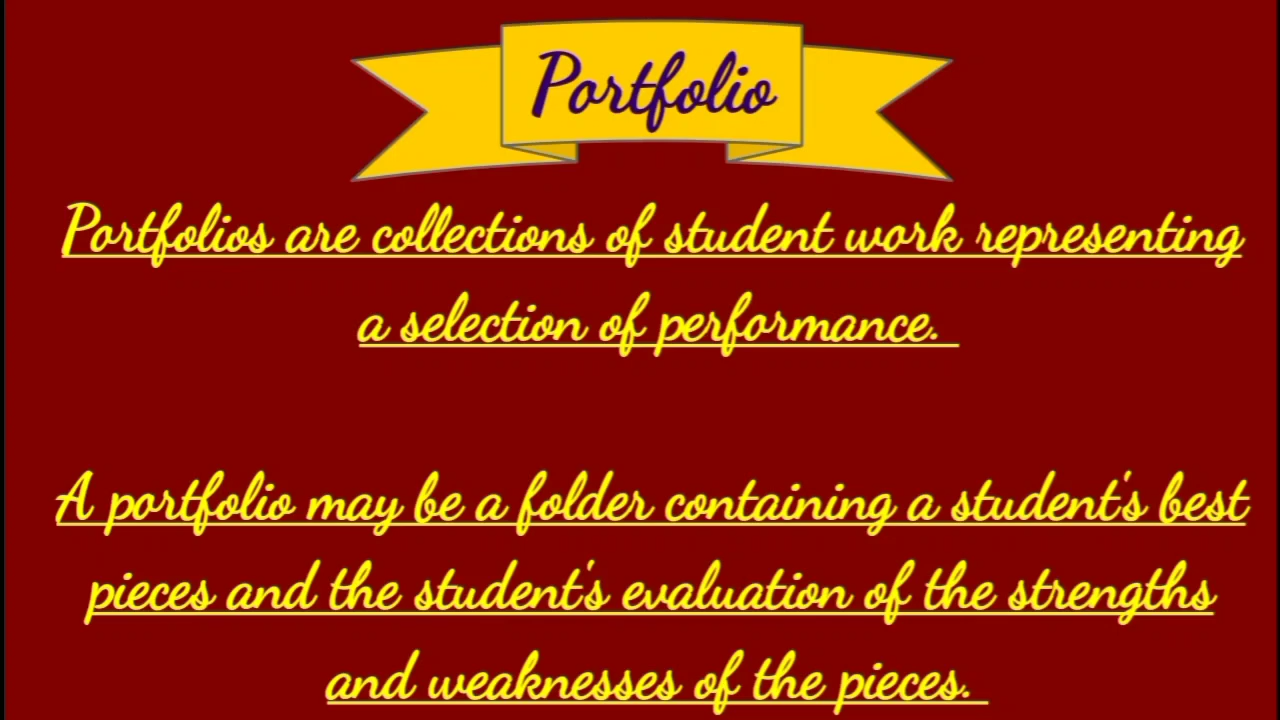 Portfolio
Portfolios are collections of student work representing
a selection of performance.
A portfolio may be a folder containing a student's best
pieces and the student's evaluation of the strengths
and weaknesses of the pieces.